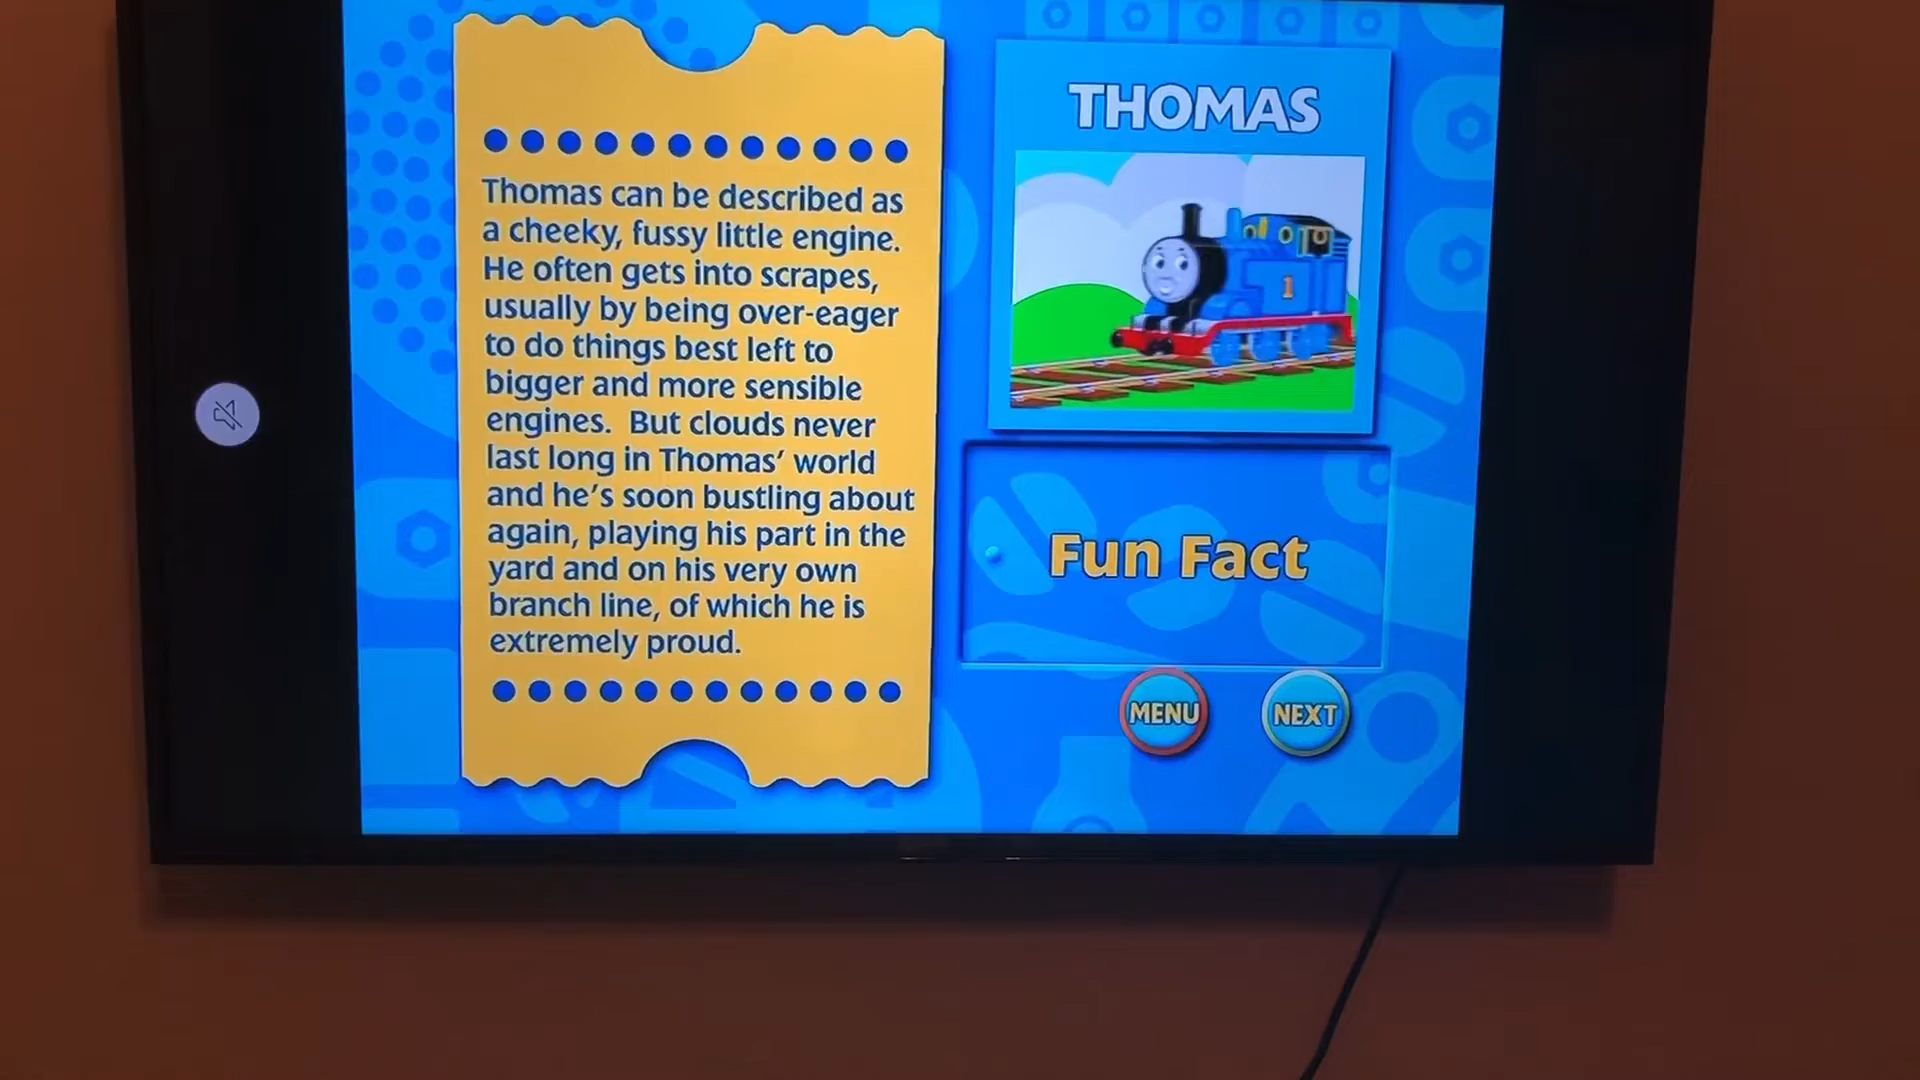 Thomas can be described as
a cheeky, fussy little engine.
He often gets into scrapes,
usually by being over-eager
to do things best left to
bigger and more sensible
engines. But clouds never
last long in Thomas' world
and he's soon bustling about
again, playing his part in the
yard and on his very own
branch line, of which he is
extremely proud.
THOMAS
1
Fun Fact
MENU
NEXT